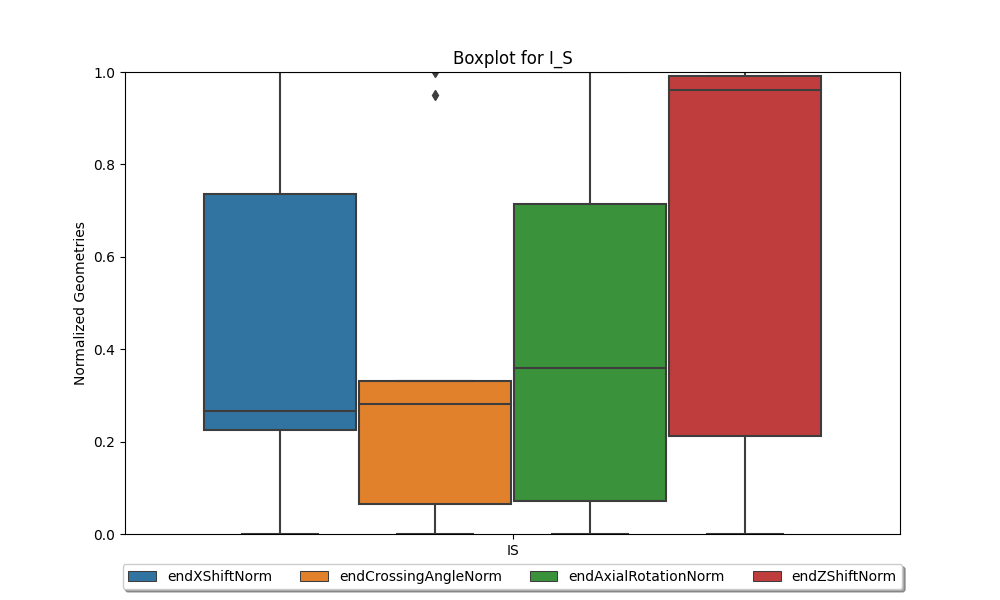 Boxplot for I_S
1.0
0.8
0.6
0.4
0.2
0.0
Normalized Geometries
IS
endXShiftNorm endCrossingAngleNorm endAxialRotationNorm endZShiftNorm